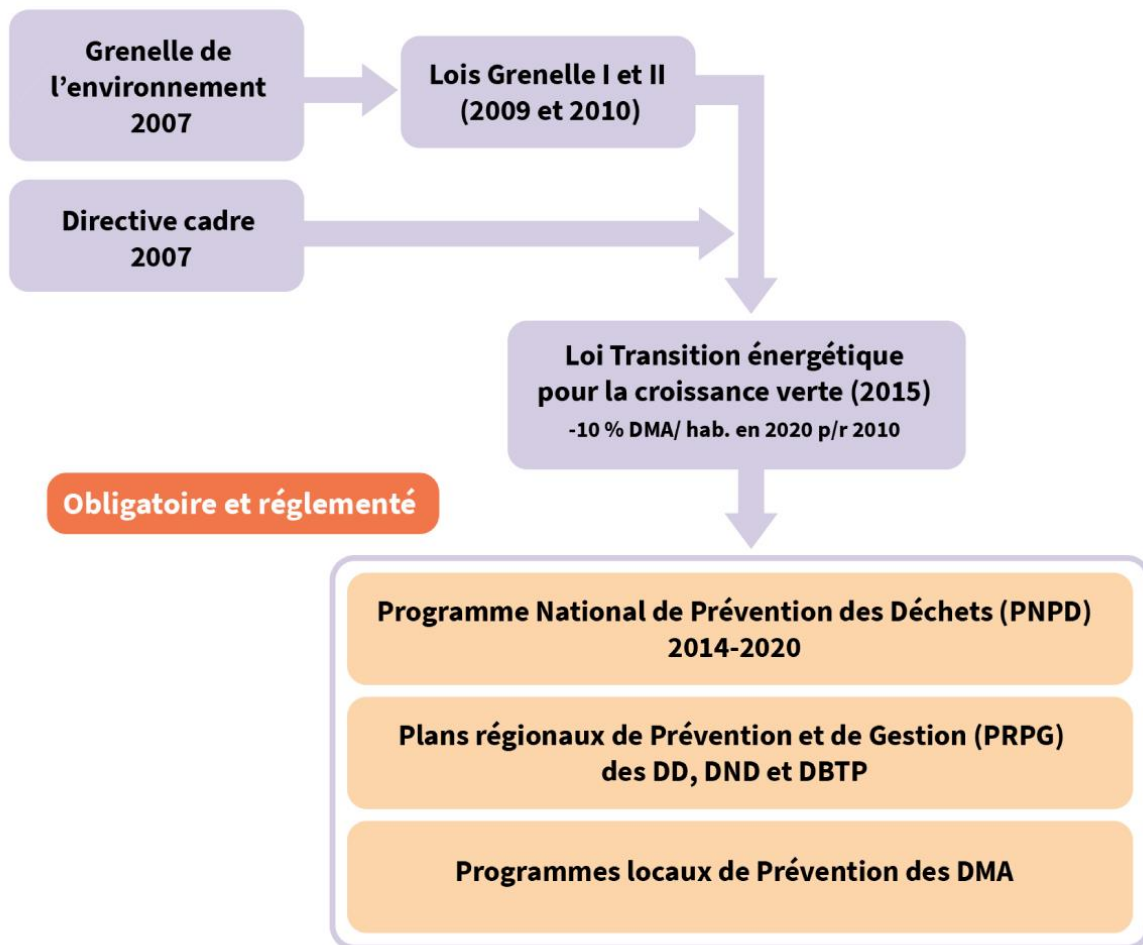 Grenelle de
l’environnement
2007
Lois Grenelle I et II
(2009 et 2010)
Directive cadre
2007
Loi Transition énergétique
pour la croissance verte (2015)
-10 % DMA/ hab. en 2020 p/r 2010
Obligatoire et réglementé
Programme National de Prévention des Déchets (PNPD)
2014-2020
Plans régionaux de Prévention et de Gestion (PRPG)
des DD, DND et DBTP
Programmes locaux de Prévention des DMA